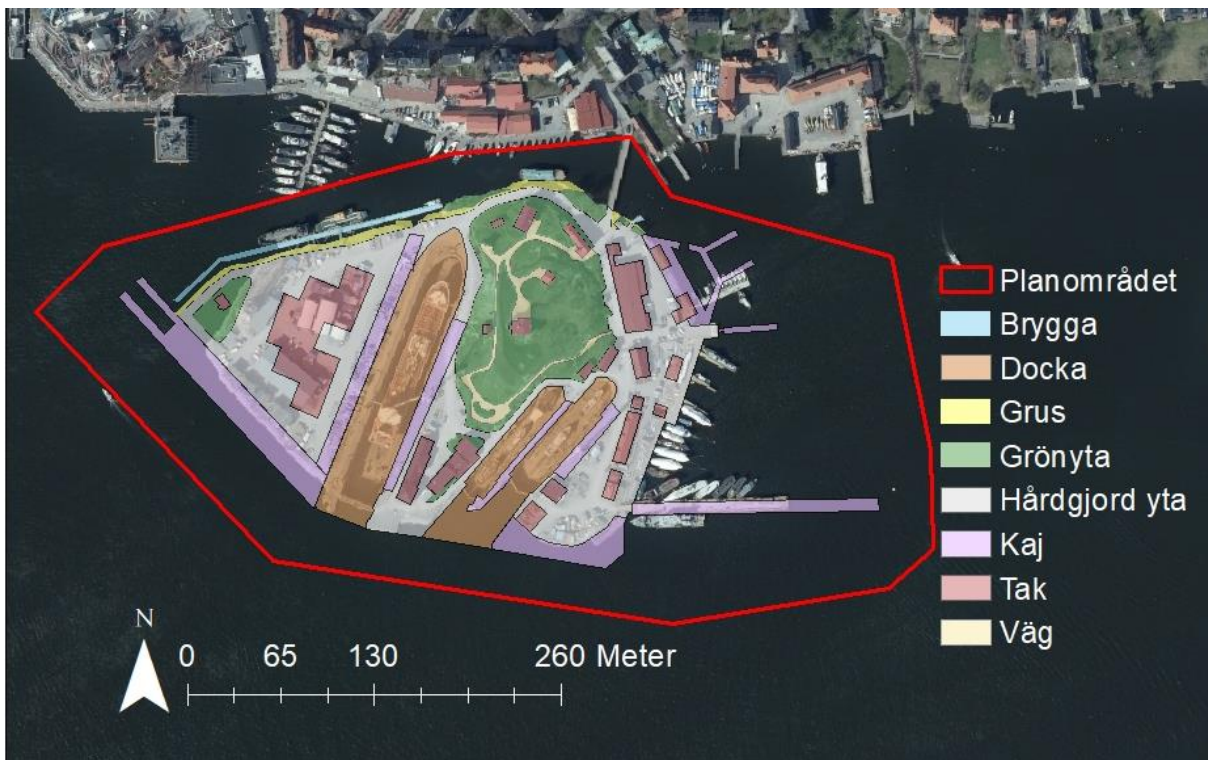 Planområdet
Brygga
Docka
Grus
Grönyta
Hårdgjord yta
Kaj
Tak
Väg
N
0 65 130 260 Meter